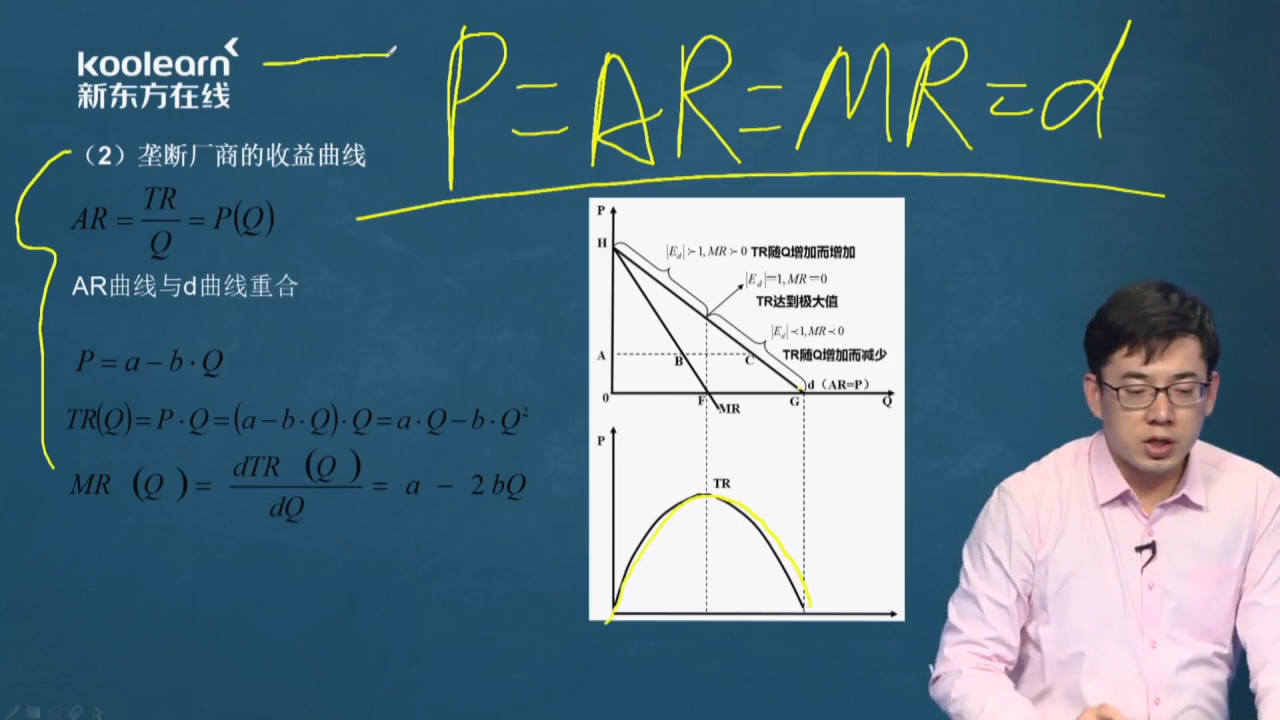 koolearn
新东方在线
P=AR=MR=d
（2）垄断厂商的收益曲线
AR = TR/Q = P(Q)
AR曲线与d曲线重合
P = a − b · Q
TR(Q) = P · Q = (a − b · Q) · Q = a · Q − b · Q²
MR (Q) = dTR (Q) / dQ = a − 2bQ
P
H
|E_d| ≻ 1, MR ≻ 0 TR随Q增加而增加
|E_d| = 1, MR = 0
TR达到极大值
|E_d| ≺ 1, MR ≺ 0
TR随Q增加而减少
A
B
C
d（AR=P）
0
F
MR
G
Q
P
TR